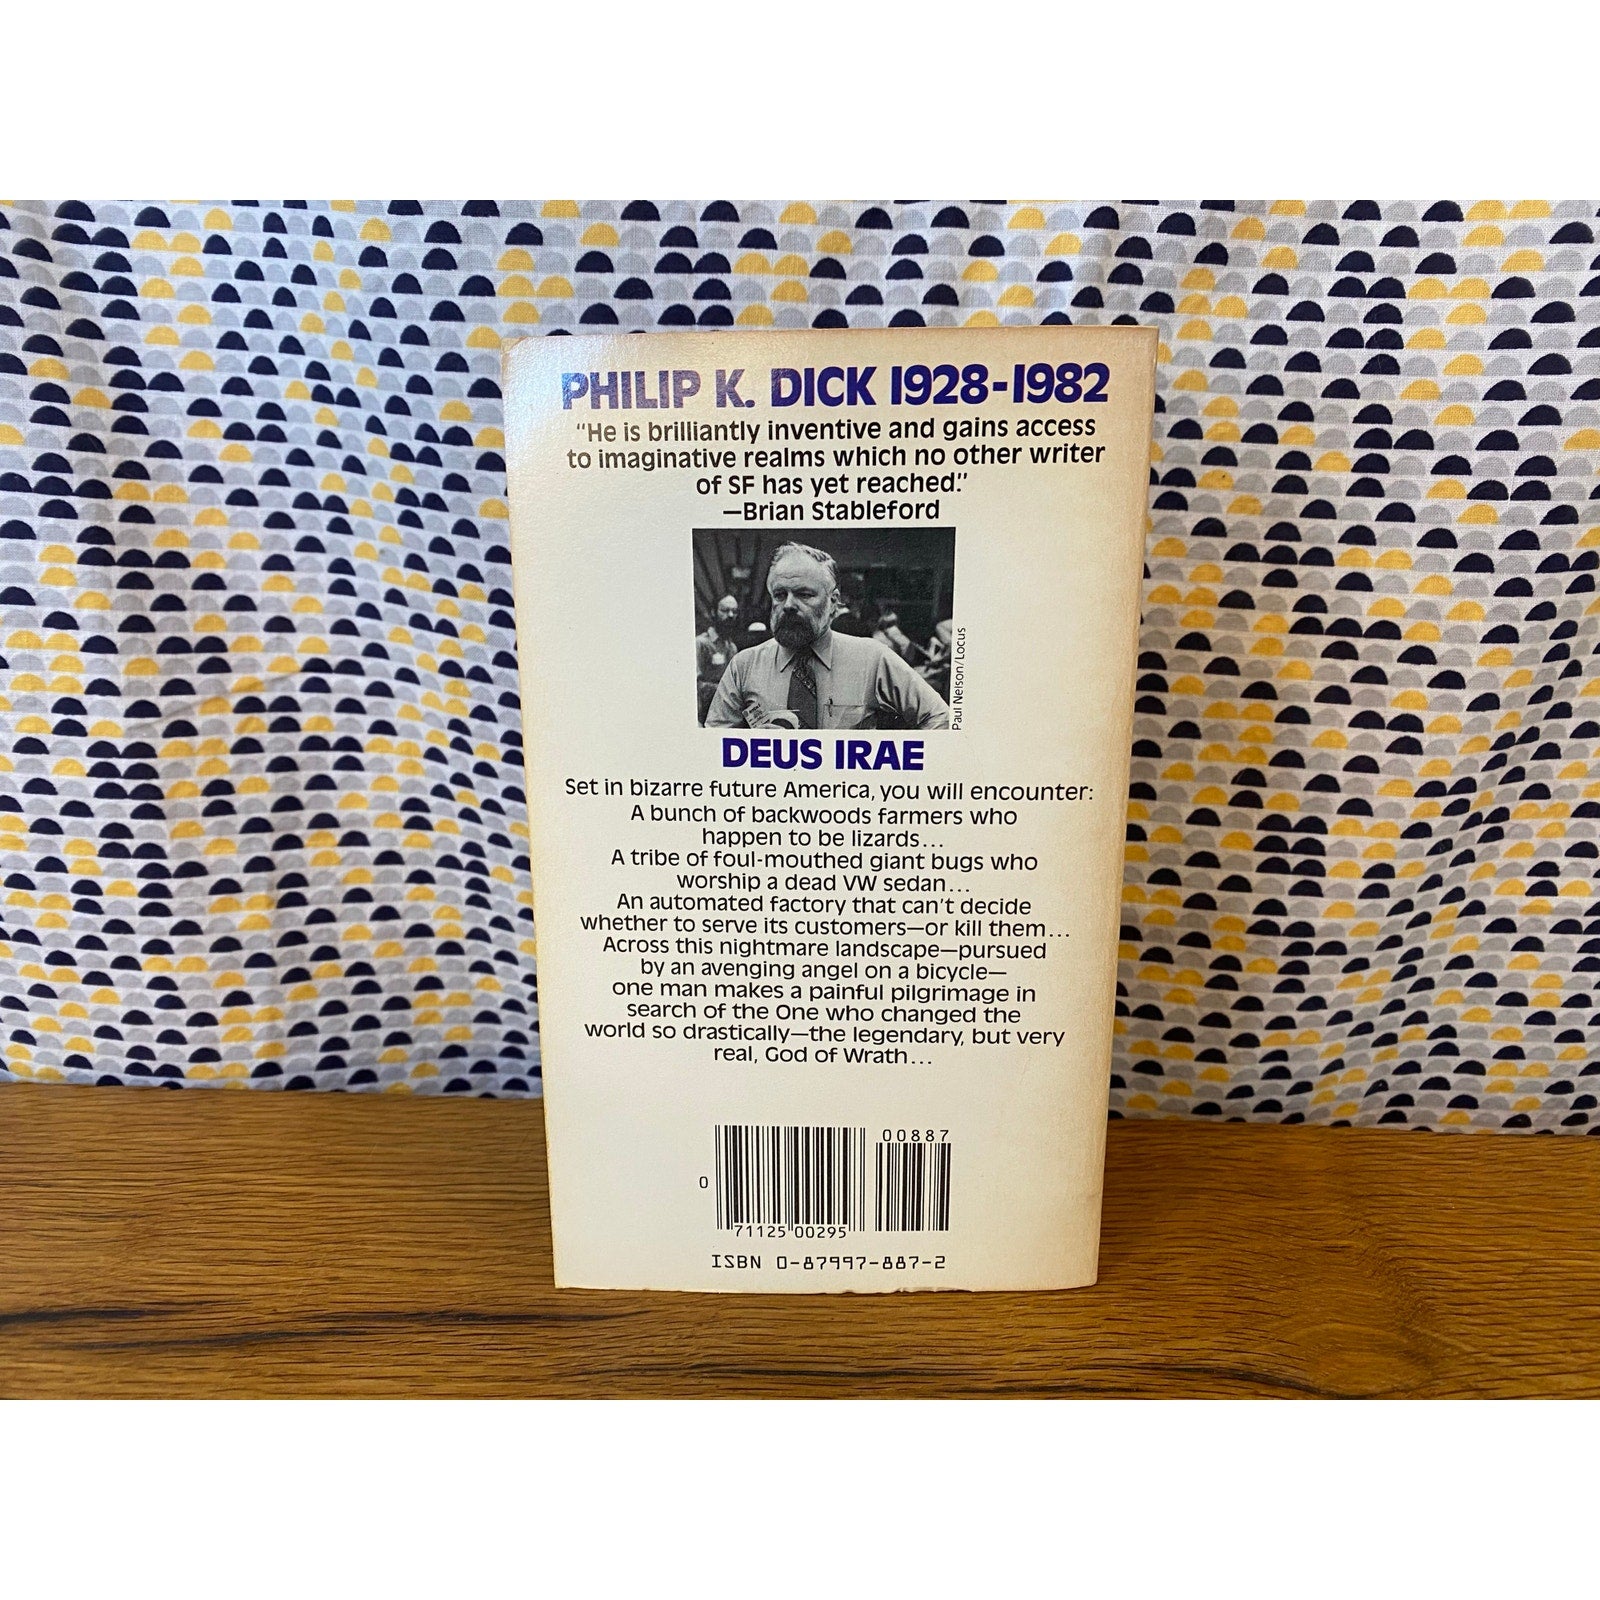 PHILIP K. DICK 1928-1982
“He is brilliantly inventive and gains access
to imaginative realms which no other writer
of SF has yet reached.”
—Brian Stableford
Paul Nelson/Locus
DEUS IRAE
Set in bizarre future America, you will encounter:
A bunch of backwoods farmers who
happen to be lizards...
A tribe of foul-mouthed giant bugs who
worship a dead VW sedan...
An automated factory that can't decide
whether to serve its customers—or kill them...
Across this nightmare landscape—pursued
by an avenging angel on a bicycle—
one man makes a painful pilgrimage in
search of the One who changed the
world so drastically—the legendary, but very
real, God of Wrath...
00887
0
71125 00295
ISBN 0-87997-887-2